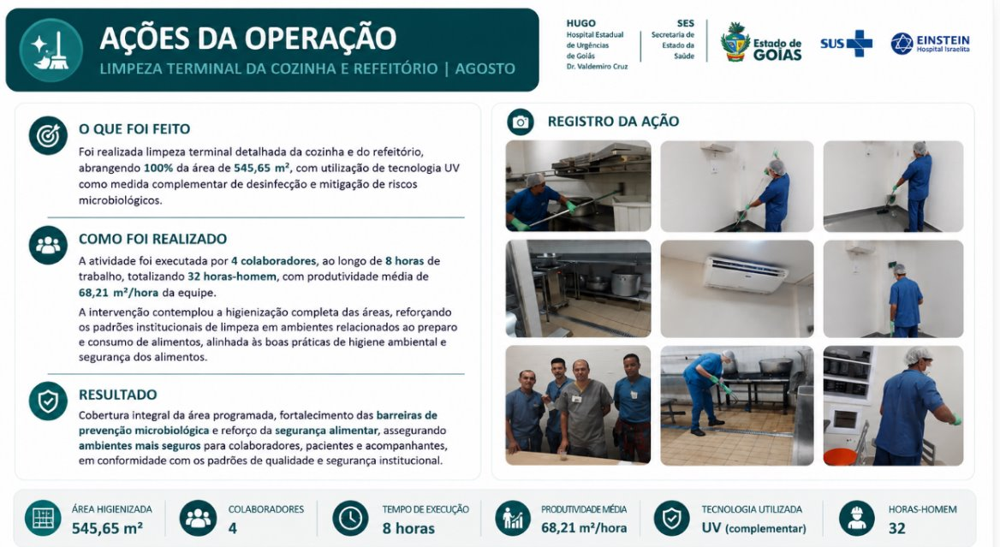 AÇÕES DA OPERAÇÃO
LIMPEZA TERMINAL DA COZINHA E REFEITÓRIO | AGOSTO
HUGO
Hospital Estadual
de Urgências
de Goiás
Dr. Valdemiro Cruz
SES
Secretaria de
Estado da
Saúde
Estado de
GOIÁS
SUS
EINSTEIN
Hospital Israelita
O QUE FOI FEITO
Foi realizada limpeza terminal detalhada da cozinha e do refeitório,
abrangendo 100% da área de 545,65 m², com utilização de tecnologia UV
como medida complementar de desinfecção e mitigação de riscos
microbiológicos.
COMO FOI REALIZADO
A atividade foi executada por 4 colaboradores, ao longo de 8 horas de
trabalho, totalizando 32 horas-homem, com produtividade média de
68,21 m²/hora da equipe.
A intervenção contemplou a higienização completa das áreas, reforçando
os padrões institucionais de limpeza em ambientes relacionados ao preparo
e consumo de alimentos, alinhada às boas práticas de higiene ambiental e
segurança dos alimentos.
RESULTADO
Cobertura integral da área programada, fortalecimento das barreiras de
prevenção microbiológica e reforço da segurança alimentar, assegurando
ambientes mais seguros para colaboradores, pacientes e acompanhantes,
em conformidade com os padrões de qualidade e segurança institucional.
REGISTRO DA AÇÃO
ÁREA HIGIENIZADA
545,65 m²
COLABORADORES
4
TEMPO DE EXECUÇÃO
8 horas
PRODUTIVIDADE MÉDIA
68,21 m²/hora
TECNOLOGIA UTILIZADA
UV (complementar)
HORAS-HOMEM
32